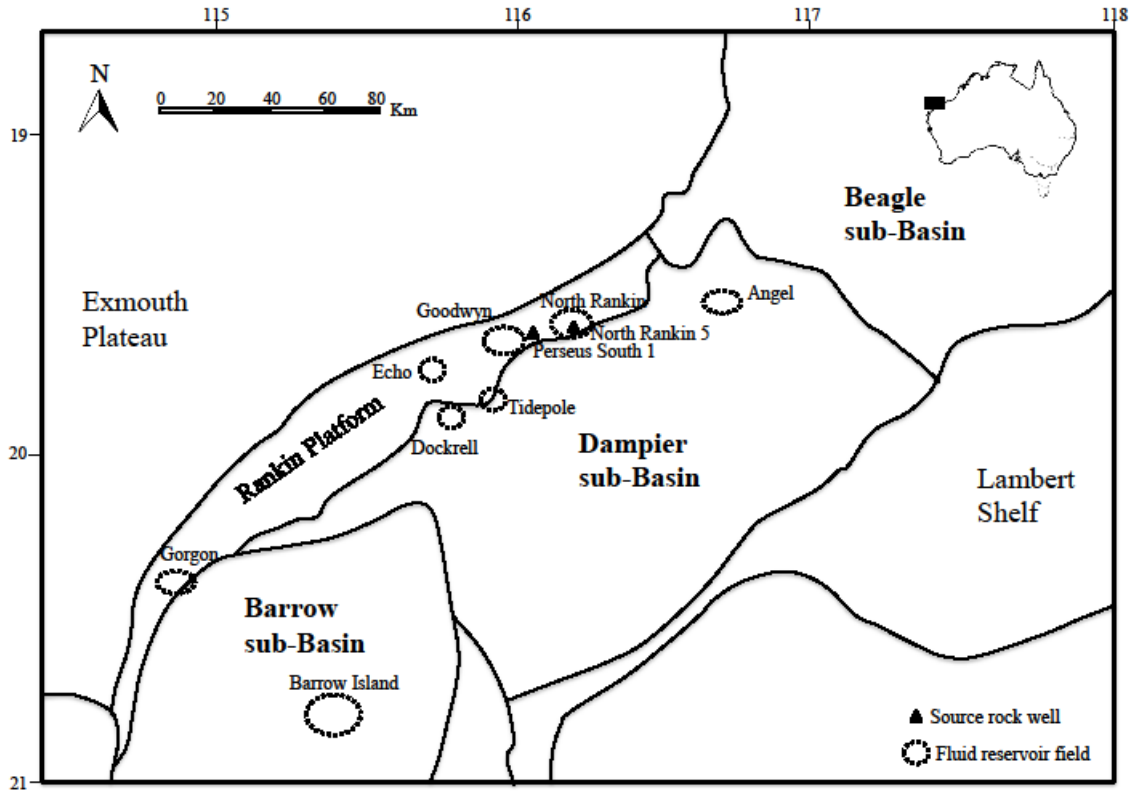 115 116 117 118
N
0 20 40 60 80 Km
19
Beagle
sub-Basin
Exmouth
Plateau
Goodwyn
North Rankin
Angel
North Rankin 5
Perseus South 1
Echo
Tidepole
Rankin Platform
Dockrell
Dampier
sub-Basin
20
Lambert
Shelf
Gorgon
Barrow
sub-Basin
Barrow Island
Source rock well
Fluid reservoir field
21